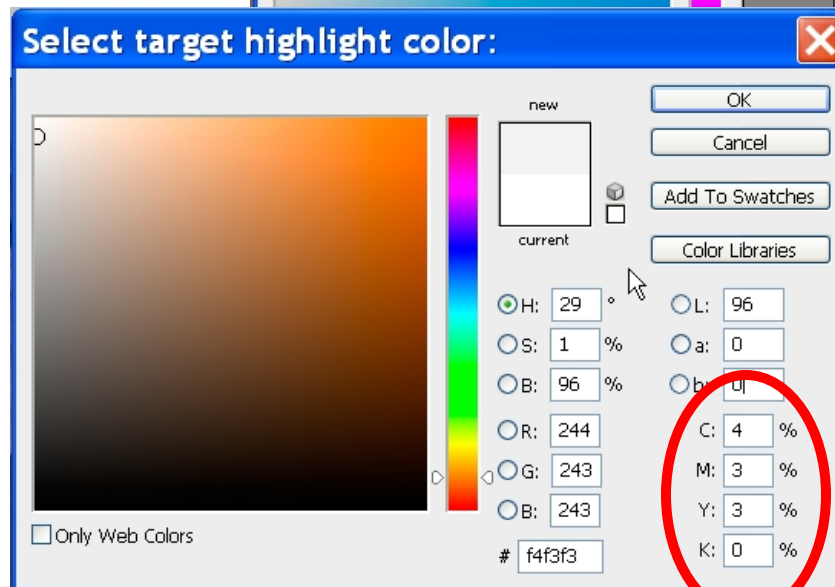 Select target highlight color:
new
current
OK
Cancel
Add To Swatches
Color Libraries
H: 29 °
S: 1 %
B: 96 %
R: 244
G: 243
B: 243
# f4f3f3
L: 96
a: 0
b: 0
C: 4 %
M: 3 %
Y: 3 %
K: 0 %
Only Web Colors